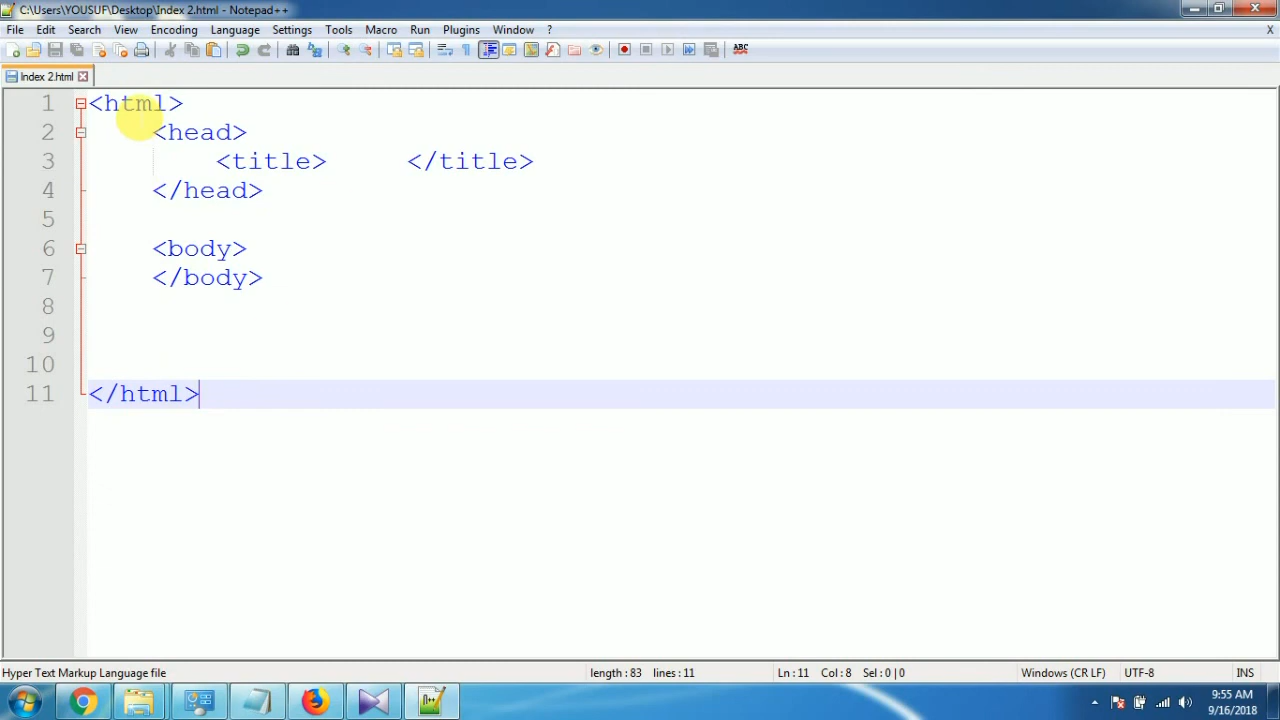 C:\Users\YOUSUF\Desktop\Index 2.html - Notepad++
File Edit Search View Encoding Language Settings Tools Macro Run Plugins Window ? X
ABC
Index 2.html
1 <html>
2 <head>
3 <title> </title>
4 </head>
5
6 <body>
7 </body>
8
9
10
11 </html>
Hyper Text Markup Language file length : 83 lines : 11 Ln : 11 Col : 8 Sel : 0 | 0 Windows (CR LF) UTF-8 INS
9:55 AM
9/16/2018